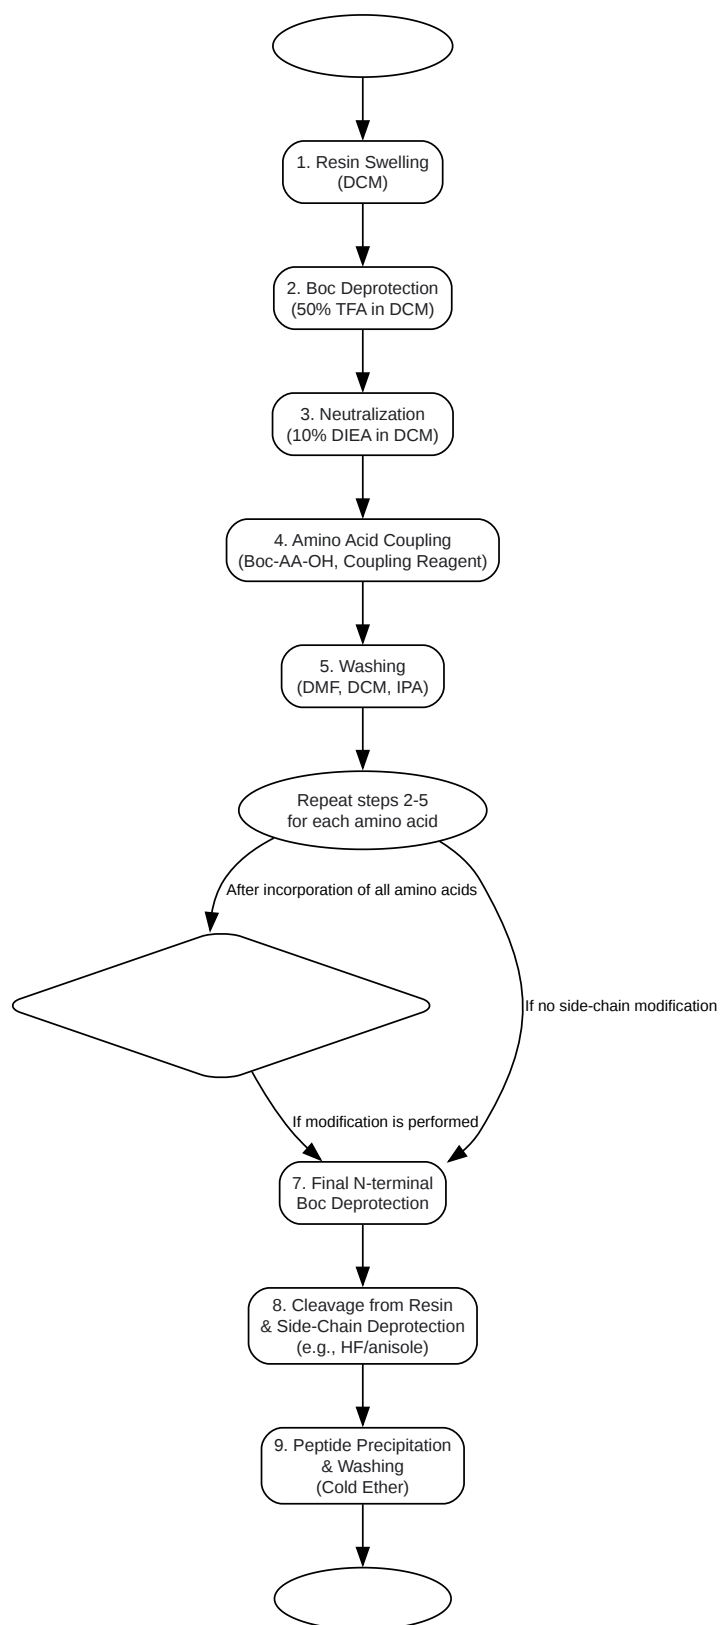 1. Resin Swelling
(DCM)
2. Boc Deprotection
(50% TFA in DCM)
3. Neutralization
(10% DIEA in DCM)
4. Amino Acid Coupling
(Boc-AA-OH, Coupling Reagent)
5. Washing
(DMF, DCM, IPA)
Repeat steps 2-5
for each amino acid
After incorporation of all amino acids
If no side-chain modification
If modification is performed
7. Final N-terminal
Boc Deprotection
8. Cleavage from Resin
& Side-Chain Deprotection
(e.g., HF/anisole)
9. Peptide Precipitation
& Washing
(Cold Ether)